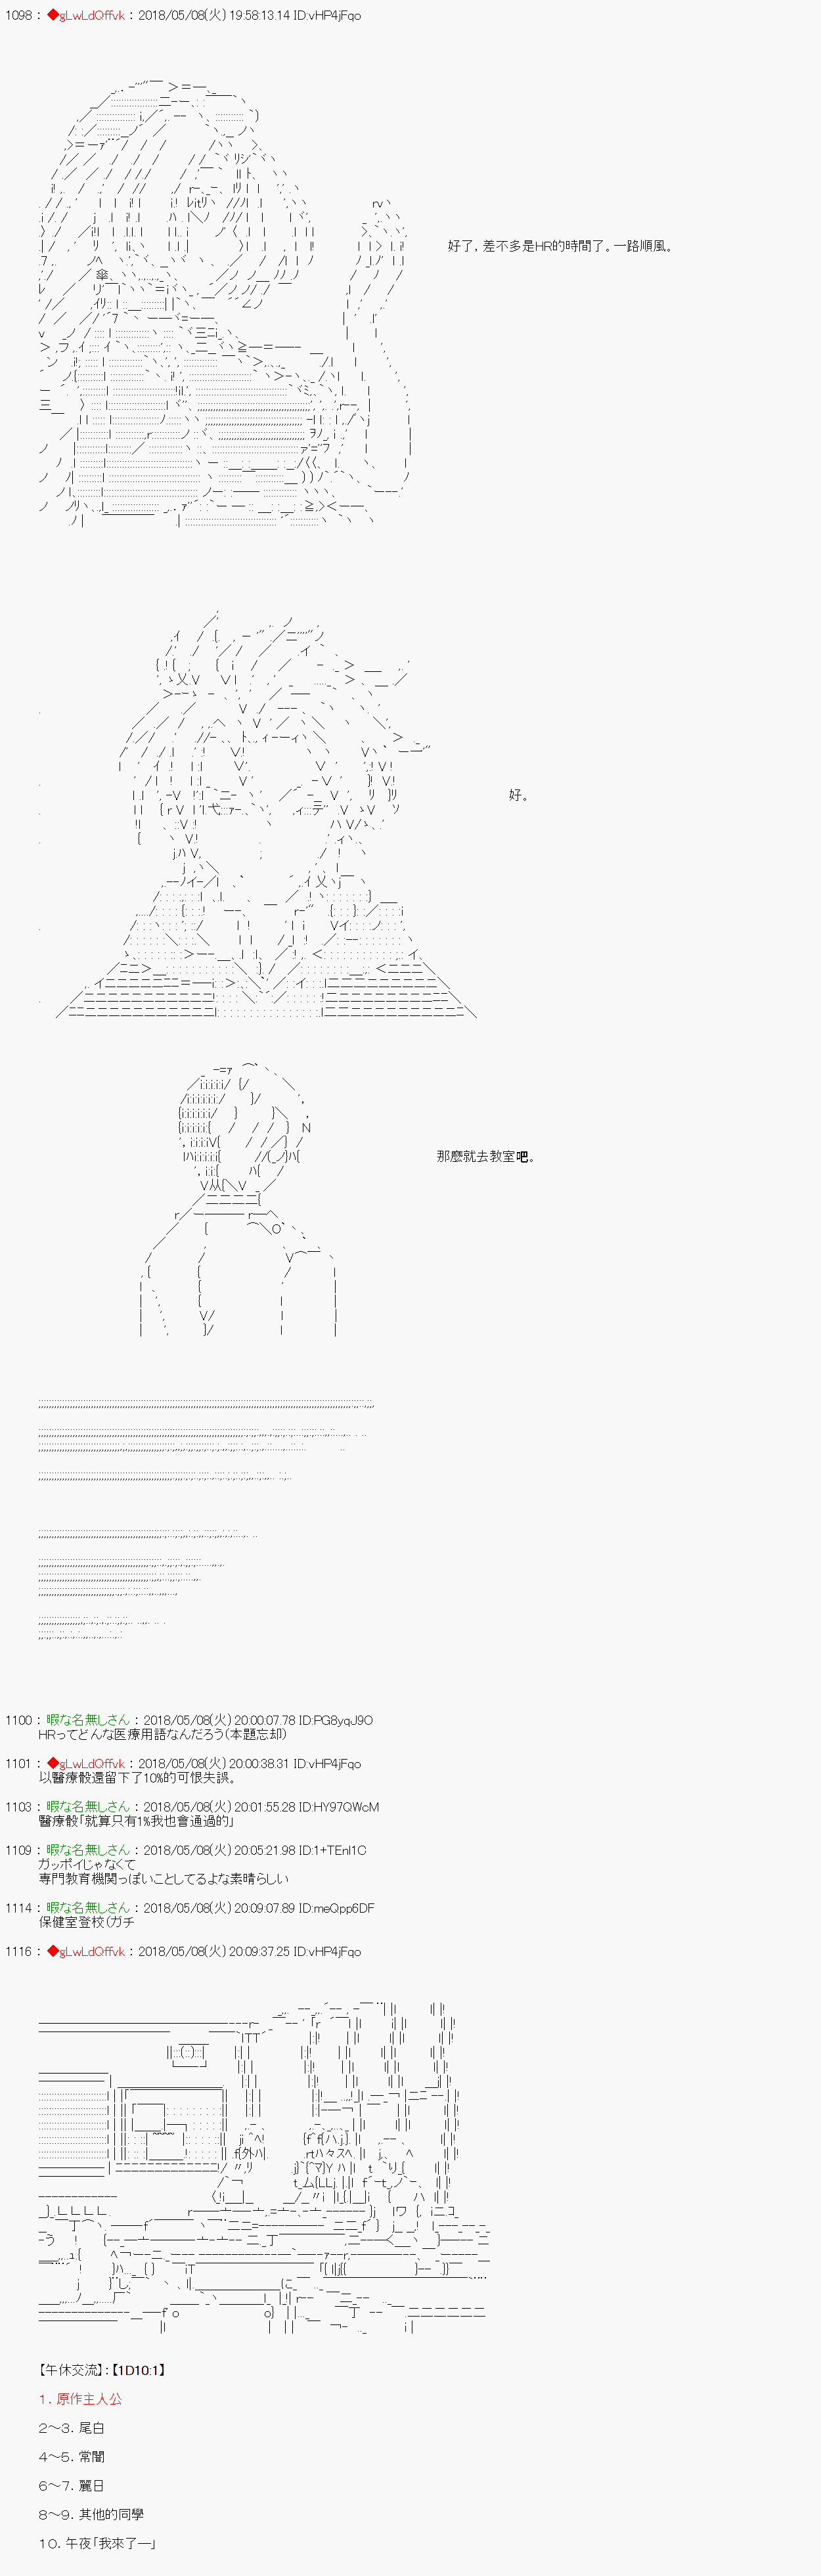 1098 : ◆gLwLdQffvk : 2018/05/08(火) 19:58:13.14 ID:vHP4jFqo
好了，差不多是HR的時間了。一路順風。
好。
那麼就去教室吧。
1100 : 暇な名無しさん : 2018/05/08(火) 20:00:07.78 ID:PG8yqJ9O
HRってどんな医療用語なんだろう(本題忘却)
1101 : ◆gLwLdQffvk : 2018/05/08(火) 20:00:38.31 ID:vHP4jFqo
以醫療骰還留下了10%的可恨失誤。
1103 : 暇な名無しさん : 2018/05/08(火) 20:01:55.28 ID:HY97QWcM
醫療骰｢就算只有1%我也會通過的｣
1109 : 暇な名無しさん : 2018/05/08(火) 20:05:21.98 ID:1+TEnI1C
ガッポイじゃなくて
専門教育機関っぽいことしてるよな素晴らしい
1114 : 暇な名無しさん : 2018/05/08(火) 20:09:07.89 ID:meQpp6DF
保健室登校(ガチ
1116 : ◆gLwLdQffvk : 2018/05/08(火) 20:09:37.25 ID:vHP4jFqo
【午休交流】：【1D10:1】
１．原作主人公
２～３．尾白
４～５．常闇
６～７．麗日
８～９．其他的同學
１０．午夜｢我來了―｣